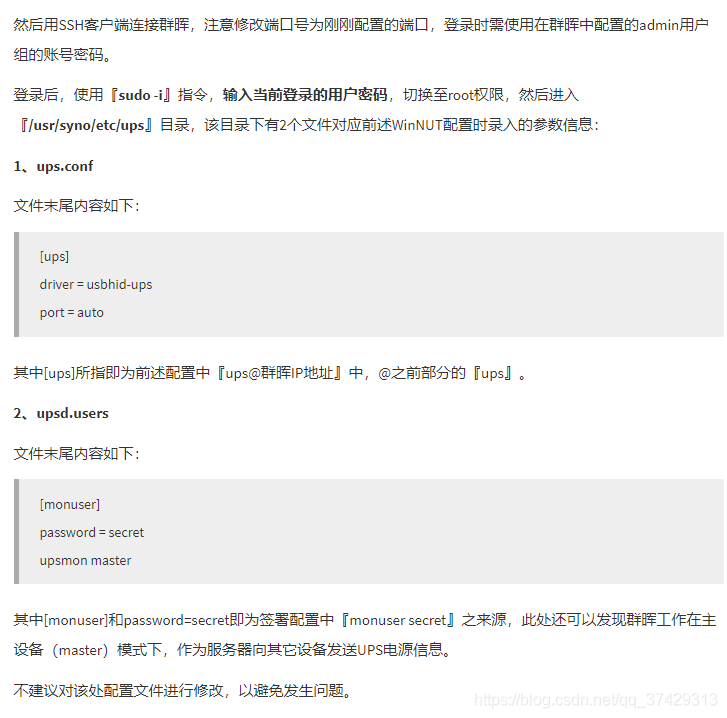 然后用SSH客户端连接群晖，注意修改端口号为刚刚配置的端口，登录时需使用在群晖中配置的admin用户
组的账号密码。
登录后，使用『sudo -i』指令，输入当前登录的用户密码，切换至root权限，然后进入
『/usr/syno/etc/ups』目录，该目录下有2个文件对应前述WinNUT配置时录入的参数信息：
1、ups.conf
文件末尾内容如下：
[ups]
driver = usbhid-ups
port = auto
其中[ups]所指即为前述配置中『ups@群晖IP地址』中，@之前部分的『ups』。
2、upsd.users
文件末尾内容如下：
[monuser]
password = secret
upsmon master
其中[monuser]和password=secret即为签署配置中『monuser secret』之来源，此处还可以发现群晖工作在主
设备（master）模式下，作为服务器向其它设备发送UPS电源信息。
不建议对该处配置文件进行修改，以避免发生问题。
https://blog.csdn.net/qq_37429313